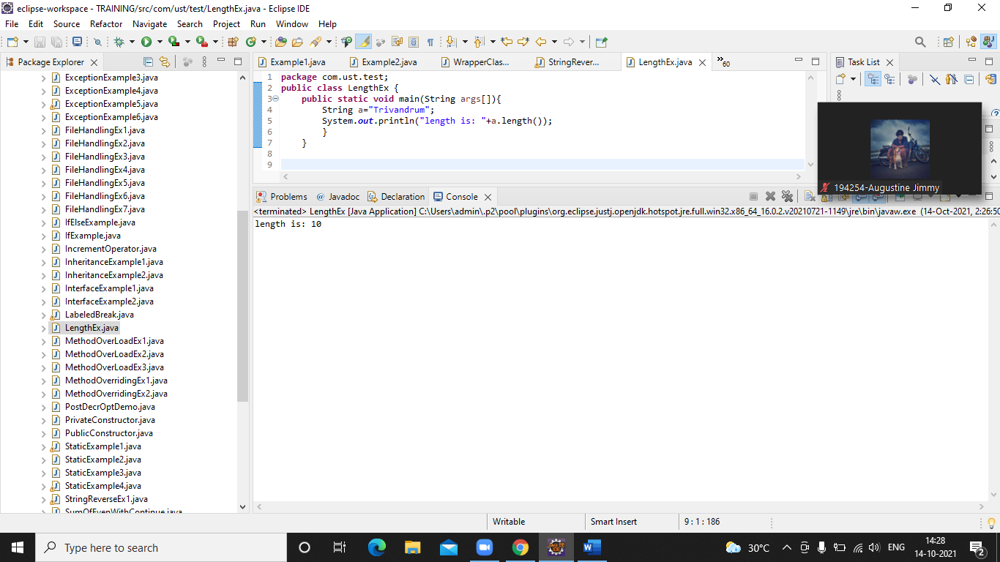 eclipse-workspace - TRAINING/src/com/ust/test/LengthEx.java - Eclipse IDE
File Edit Source Refactor Navigate Search Project Run Window Help
Package Explorer
ExceptionExample3.java
ExceptionExample4.java
ExceptionExample5.java
ExceptionExample6.java
FileHandlingEx1.java
FileHandlingEx2.java
FileHandlingEx3.java
FileHandlingEx4.java
FileHandlingEx5.java
FileHandlingEx6.java
FileHandlingEx7.java
IfElseExample.java
IfExample.java
IncrementOperator.java
InheritanceExample1.java
InheritanceExample2.java
InterfaceExample1.java
InterfaceExample2.java
LabeledBreak.java
LengthEx.java
MethodOverLoadEx1.java
MethodOverLoadEx2.java
MethodOverLoadEx3.java
MethodOverridingEx1.java
MethodOverridingEx2.java
PostDecrOptDemo.java
PrivateConstructor.java
PublicConstructor.java
StaticExample1.java
StaticExample2.java
StaticExample3.java
StaticExample4.java
StringReverseEx1.java
SumOfEvenWithContinue.java
Example1.java Example2.java WrapperClas... StringRever... LengthEx.java »60
1 package com.ust.test;
2 public class LengthEx {
3 public static void main(String args[]){
4 String a="Trivandrum";
5 System.out.println("length is: "+a.length());
6 }
7 }
8
9
Task List
194254-Augustine Jimmy
Problems @ Javadoc Declaration Console
<terminated> LengthEx [Java Application] C:\Users\admin\.p2\pool\plugins\org.eclipse.justj.openjdk.hotspot.jre.full.win32.x86_64_16.0.2.v20210721-1149\jre\bin\javaw.exe (14-Oct-2021, 2:26:50
length is: 10
Writable Smart Insert 9 : 1 : 186
Type here to search
30°C ENG
14:28
14-10-2021
2